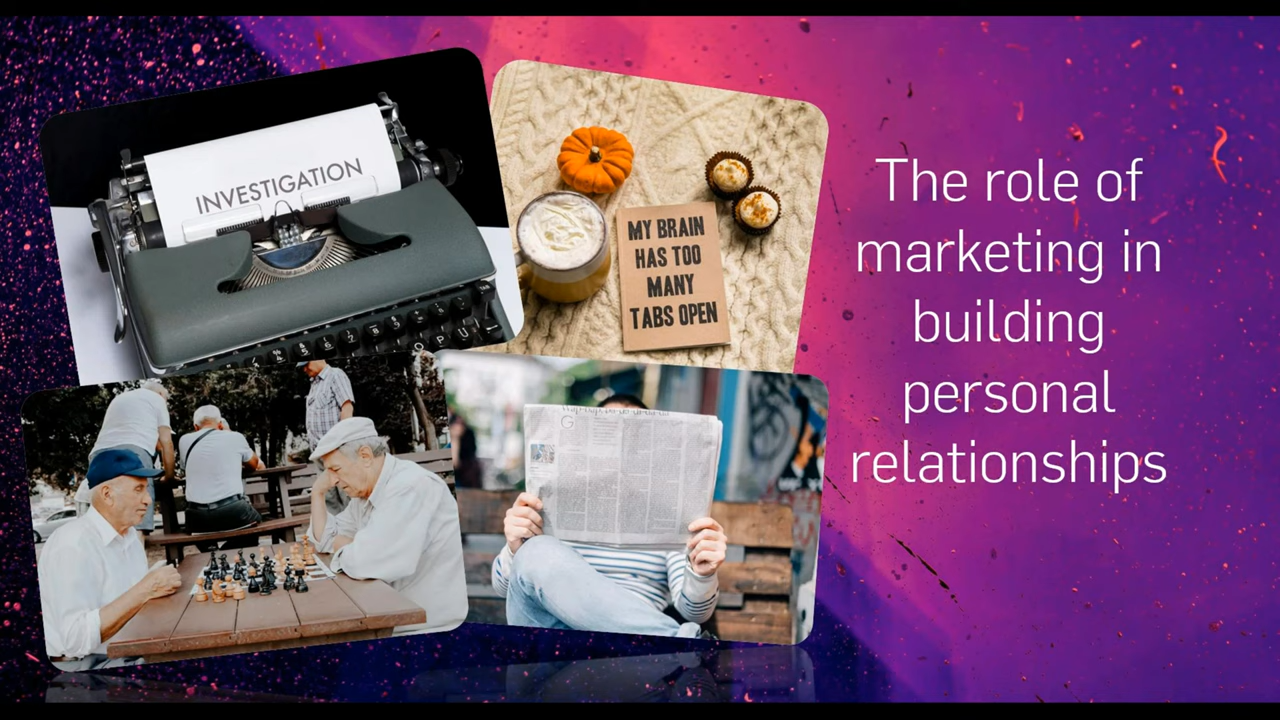 INVESTIGATION
MY BRAIN
HAS TOO
MANY
TABS OPEN
The role of
marketing in
building
personal
relationships